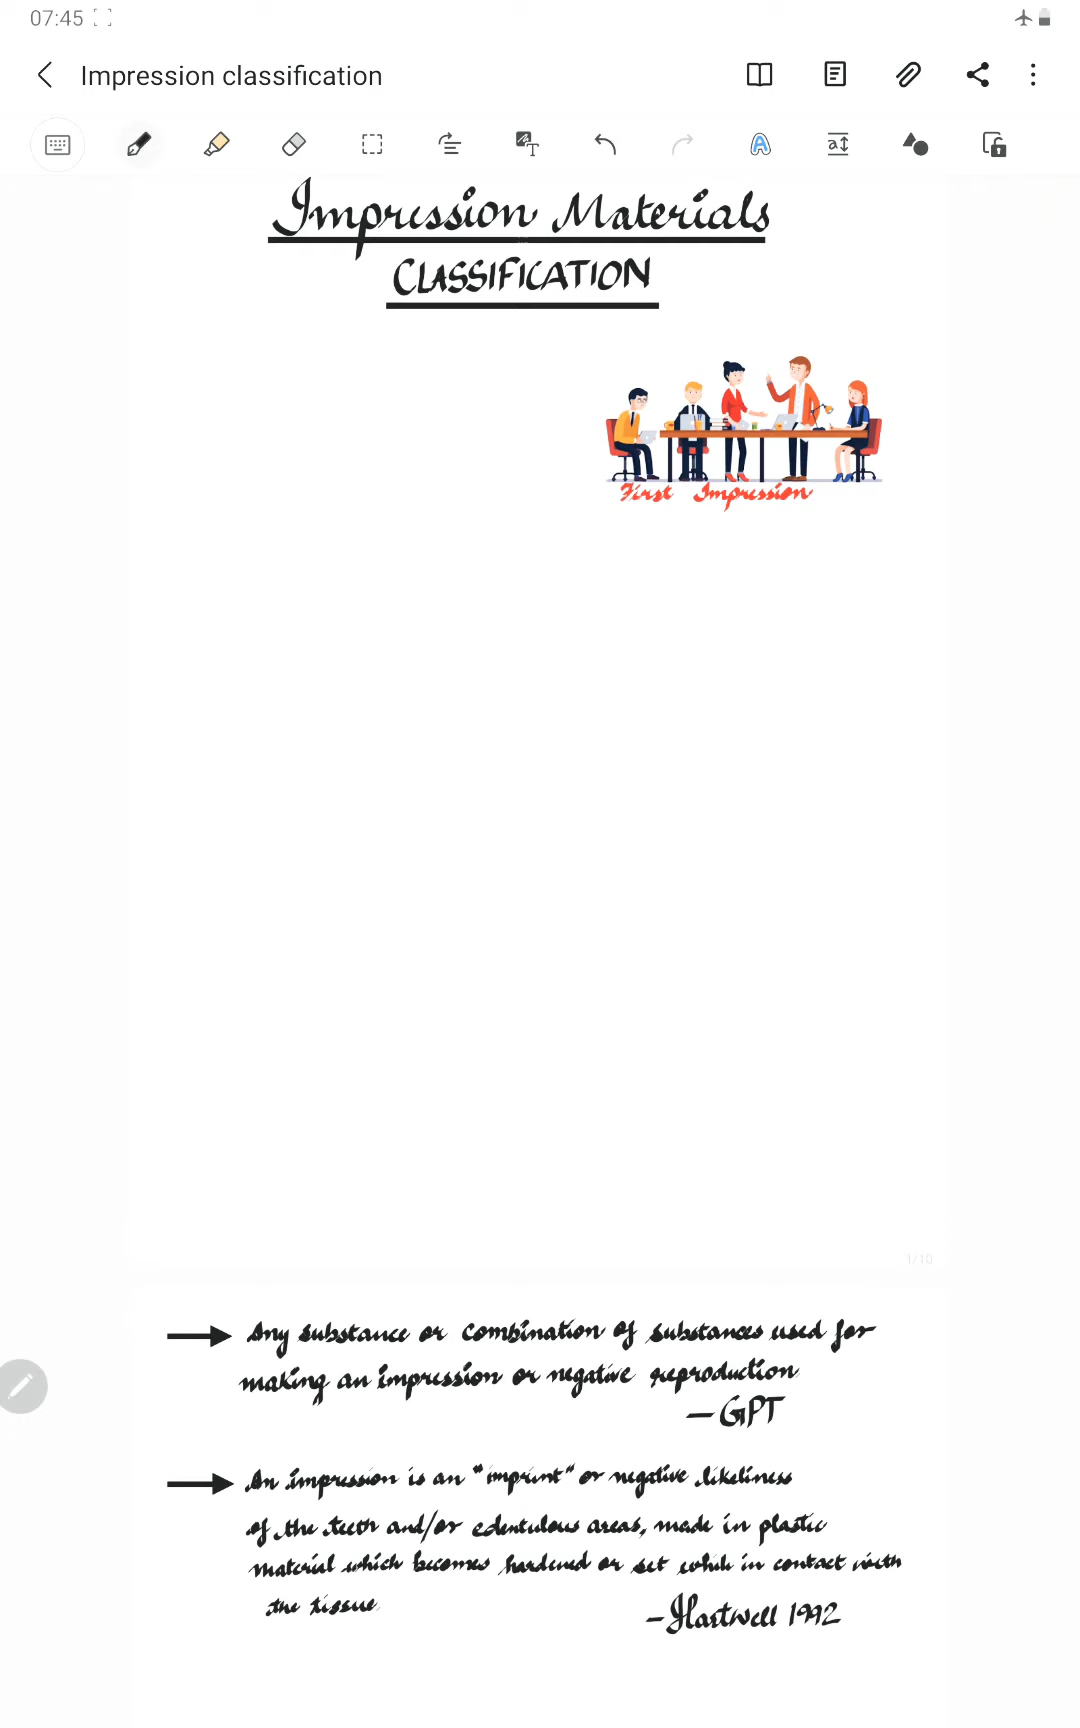 07:45
Impression classification
Impression Materials
CLASSIFICATION
First Impression
1/10
Any substance or combination of substances used for
making an impression or negative reproduction
- GPT
An impression is an "imprint" or negative likeliness
of the teeth and/or edentulous areas, made in plastic
material which becomes hardened or set while in contact with
the tissue
- Hartwell 1992